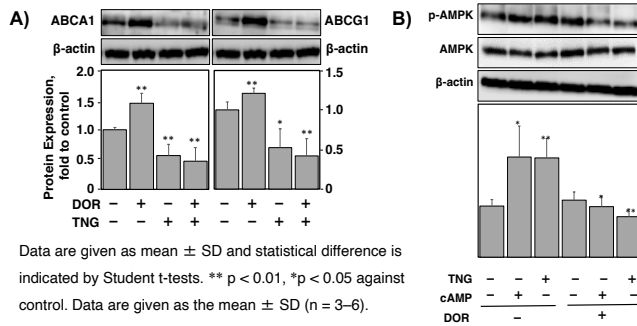 A)
ABCA1
ABCG1
β-actin
β-actin
2.0
1.5
1.0
0.5
0
Protein Expression,
fold to control
1.5
1.0
0.5
0
**
**
**
**
*
**
− + − + − + − +
DOR
− − + + − − + +
TNG
Data are given as mean ± SD and statistical difference is
indicated by Student t-tests. ** p < 0.01, *p < 0.05 against
control. Data are given as the mean ± SD (n = 3–6).
B)
p-AMPK
AMPK
β-actin
*
**
*
**
TNG − − + − − +
cAMP − + − − + −
DOR − +